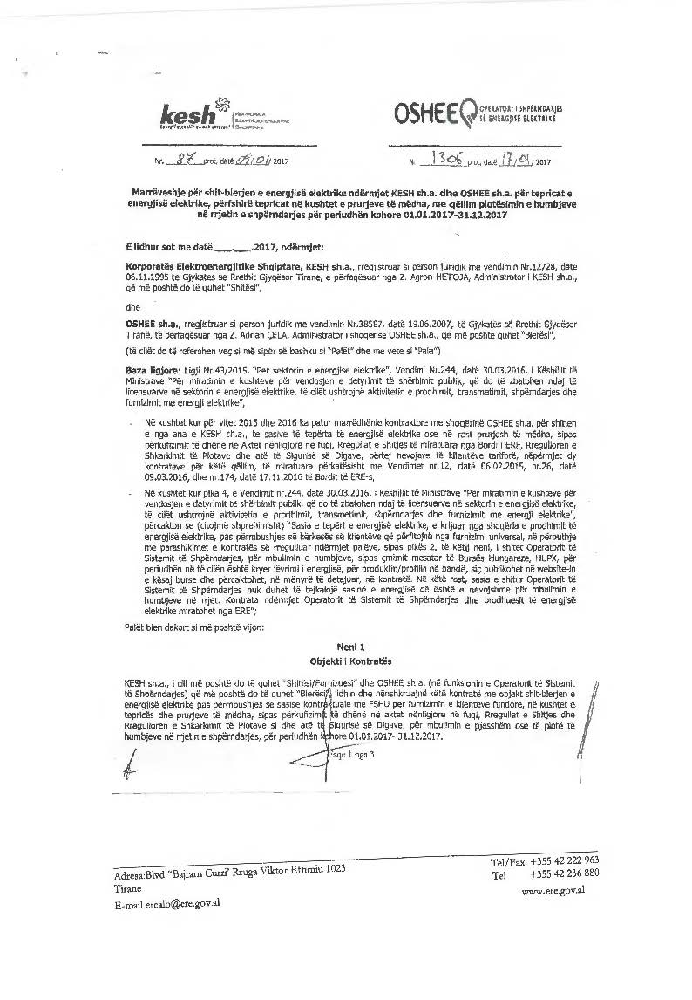 kesh KORPORATA
ELEKTROENERGJITIKE
SHQIPTARE
OSHEE OPERATORI I SHPËRNDARJES
SË ENERGJISË ELEKTRIKE
Nr. 87 prot. datë /01/ 2017
Nr 1306 prot. datë 17/01/ 2017
Marrëveshje për shit-blerjen e energjisë elektrike ndërmjet KESH sh.a. dhe OSHEE sh.a. për tepricat e
energjisë elektrike, përfshirë tepricat në kushtet e prurjeve të mëdha, me qëllim plotësimin e humbjeve
në rrjetin e shpërndarjes për periudhën kohore 01.01.2017-31.12.2017
E lidhur sot me datë ___.___.2017, ndërmjet:
Korporatës Elektroenergjitike Shqiptare, KESH sh.a., rregjistruar si person juridik me vendimin Nr.12728, date
06.11.1995 te Gjykates se Rrethit Gjyqësor Tirane, e përfaqësuar nga Z. Agron HETOJA, Administrator i KESH sh.a.,
që më poshtë do të quhet "Shitësi",
dhe
OSHEE sh.a., rregjistruar si person juridik me vendimin Nr.38587, datë 19.06.2007, të Gjykatës së Rrethit Gjyqësor
Tiranë, të përfaqësuar nga Z. Adrian ÇELA, Administrator i shoqërisë OSHEE sh.a., që më poshtë quhet "Blerësi",
(të cilët do të referohen veç si më sipër së bashku si "Palët" dhe me vete si "Pala")
Baza ligjore: Ligji Nr.43/2015, "Per sektorin e energjise elektrike", Vendimi Nr.244, datë 30.03.2016, i Këshillit të
Ministrave "Për miratimin e kushteve për vendosjen e detyrimit të shërbimit publik, që do të zbatohen ndaj të
licensuarve në sektorin e energjisë elektrike, të cilët ushtrojnë aktivitetin e prodhimit, transmetimit, shpërndarjes dhe
furnizimit me energji elektrike",
- Në kushtet kur për vitet 2015 dhe 2016 ka patur marrëdhënie kontraktore me shoqërinë OSHEE sh.a. për shitjen
e nga ana e KESH sh.a., te sasive të tepërta të energjisë elektrike ose në rast prurjesh të mëdha, sipas
përkufizimit të dhënë në Aktet nënligjore në fuqi, Rregullat e Shitjes të miratuara nga Bordi i ERE, Rregulloren e
Shkarkimit të Plotave dhe atë të Sigurisë së Digave, përtej nevojave të klientëve tariforë, nëpërmjet dy
kontratave për këtë qëllim, të miratuara përkatësisht me Vendimet nr.12, datë 06.02.2015, nr.26, datë
09.03.2016, dhe nr.174, datë 17.11.2016 të Bordit të ERE-s,
- Në kushtet kur pika 4, e Vendimit nr.244, datë 30.03.2016, i Këshillit të Ministrave "Për miratimin e kushteve për
vendosjen e detyrimit të shërbimit publik, që do të zbatohen ndaj të licensuarve në sektorin e energjisë elektrike,
të cilët ushtrojnë aktivitetin e prodhimit, transmetimit, shpërndarjes dhe furnizimit me energji elektrike",
përcakton se (citojmë shprehimisht) "Sasia e tepërt e energjisë elektrike, e krijuar nga shoqëria e prodhimit të
energjisë elektrike, pas përmbushjes së kërkesës së klientëve që përfitojnë nga furnizimi universal, në përputhje
me parashikimet e kontratës së rregulluar ndërmjet palëve, sipas pikës 2, të këtij neni, i shitet Operatorit të
Sistemit të Shpërndarjes, për mbulimin e humbjeve, sipas çmimit mesatar të Bursës Hungareze, HUPX, për
periudhën në të cilën është kryer lëvrimi i energjisë, për produktin/profilin në bandë, siç publikohet në website-in
e kësaj burse dhe përcaktohet, në mënyrë të detajuar, në kontratë. Në këtë rast, sasia e shitur Operatorit të
Sistemit të Shpërndarjes nuk duhet të tejkalojë sasinë e energjisë që është e nevojshme për mbulimin e
humbjeve në rrjet. Kontrata ndërmjet Operatorit të Sistemit të Shpërndarjes dhe prodhuesit të energjisë
elektrike miratohet nga ERE";
Palët bien dakort si më poshtë vijon:
Neni 1
Objekti i Kontratës
KESH sh.a., i cili më poshtë do të quhet "Shitësi/Furnizuesi" dhe OSHEE sh.a. (në funksionin e Operatorit të Sistemit
të Shpërndarjes) që më poshtë do të quhet "Blerësi", lidhin dhe nënshkruajnë këtë kontratë me objekt shit-blerjen e
energjisë elektrike pas permbushjes se sasise kontraktuale me FSHU per furnizimin e klienteve fundore, në kushtet e
tepricës dhe prurjeve të mëdha, sipas përkufizimit të dhënë në aktet nënligjore në fuqi, Rregullat e Shitjes dhe
Rregulloren e Shkarkimit të Plotave si dhe atë të Sigurisë së Digave, për mbulimin e pjesshëm ose të plotë të
humbjeve në rrjetin e shpërndarjes, për periudhën kohore 01.01.2017- 31.12.2017.
Faqe 1 nga 3
Adresa:Blvd "Bajram Curri' Rruga Viktor Eftimiu 1023
Tirane
E-mail erealb@ere.gov.al
Tel/Fax +355 42 222 963
Tel +355 42 236 880
www.ere.gov.al